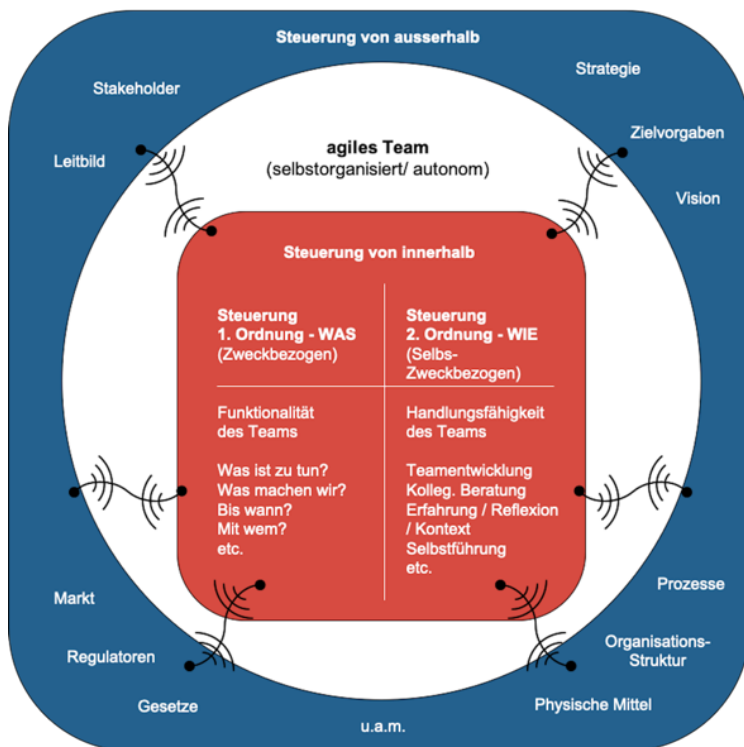 Steuerung von ausserhalb
Stakeholder
Strategie
Leitbild
Zielvorgaben
Vision
agiles Team
(selbstorganisiert/ autonom)
Steuerung von innerhalb
Steuerung
1. Ordnung - WAS
(Zweckbezogen)
Steuerung
2. Ordnung - WIE
(Selbs-
Zweckbezogen)
Funktionalität
des Teams
Was ist zu tun?
Was machen wir?
Bis wann?
Mit wem?
etc.
Handlungsfähigkeit
des Teams
Teamentwicklung
Kolleg. Beratung
Erfahrung / Reflexion
/ Kontext
Selbstführung
etc.
Markt
Regulatoren
Gesetze
Prozesse
Organisations-
Struktur
Physische Mittel
u.a.m.